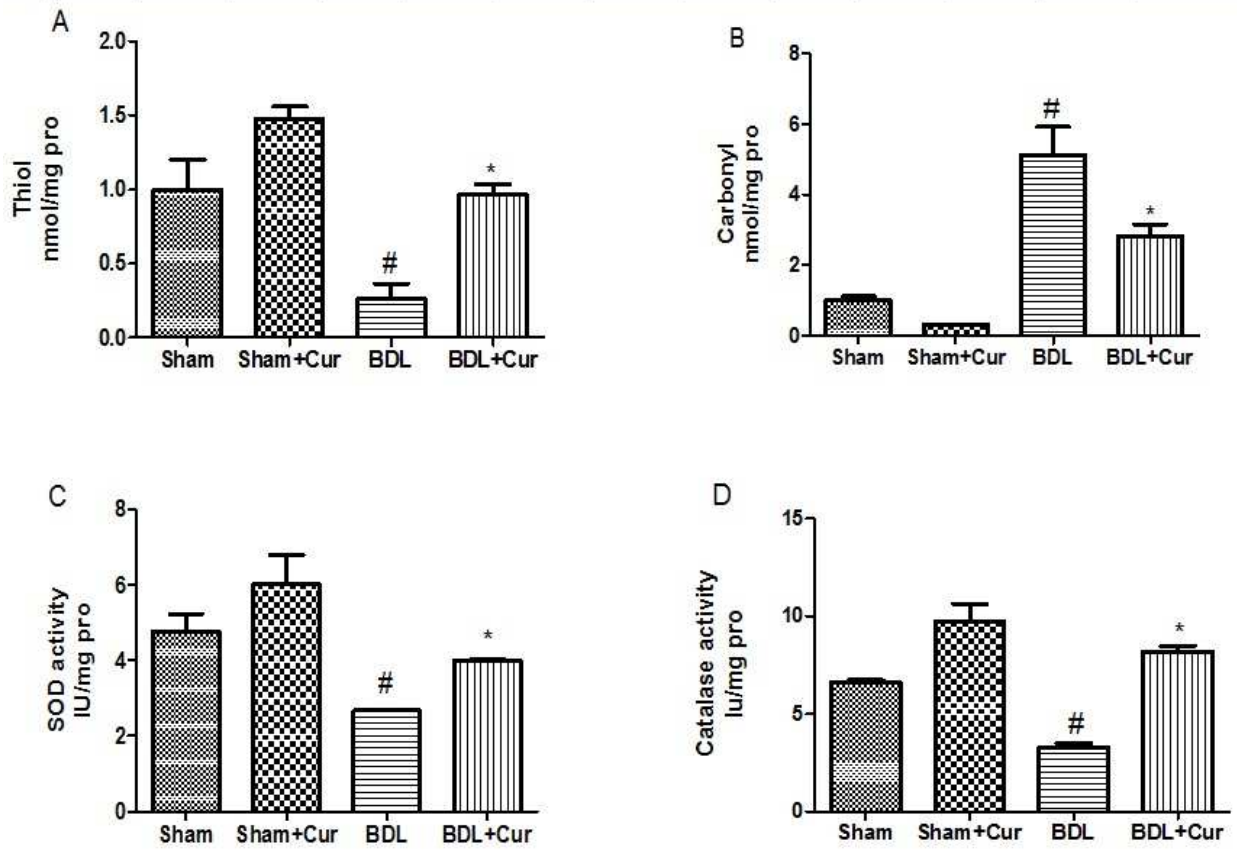 A
Thiol
nmol/mg pro
2.0
1.5
1.0
0.5
0.0
#
*
Sham Sham+Cur BDL BDL+Cur
B
Carbonyl
nmol/mg pro
8
6
4
2
0
#
*
Sham Sham+Cur BDL BDL+Cur
C
SOD activity
IU/mg pro
8
6
4
2
0
#
*
Sham Sham+Cur BDL BDL+Cur
D
Catalase activity
Iu/mg pro
15
10
5
0
#
*
Sham Sham+Cur BDL BDL+Cur